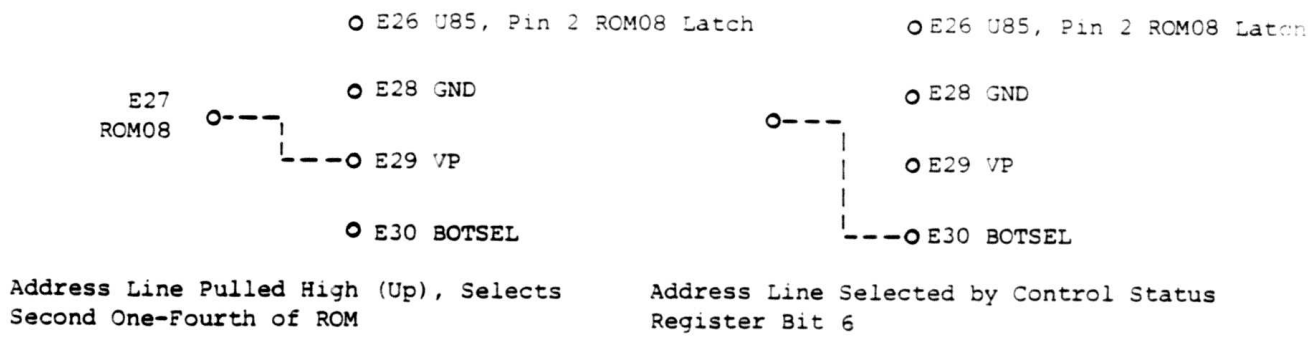 E26 U85, Pin 2 ROM08 Latch
E28 GND
E27
ROM08
E29 VP
E30 BOTSEL
Address Line Pulled High (Up), Selects
Second One-Fourth of ROM
E26 U85, Pin 2 ROM08 Latch
E28 GND
E29 VP
E30 BOTSEL
Address Line Selected by Control Status
Register Bit 6